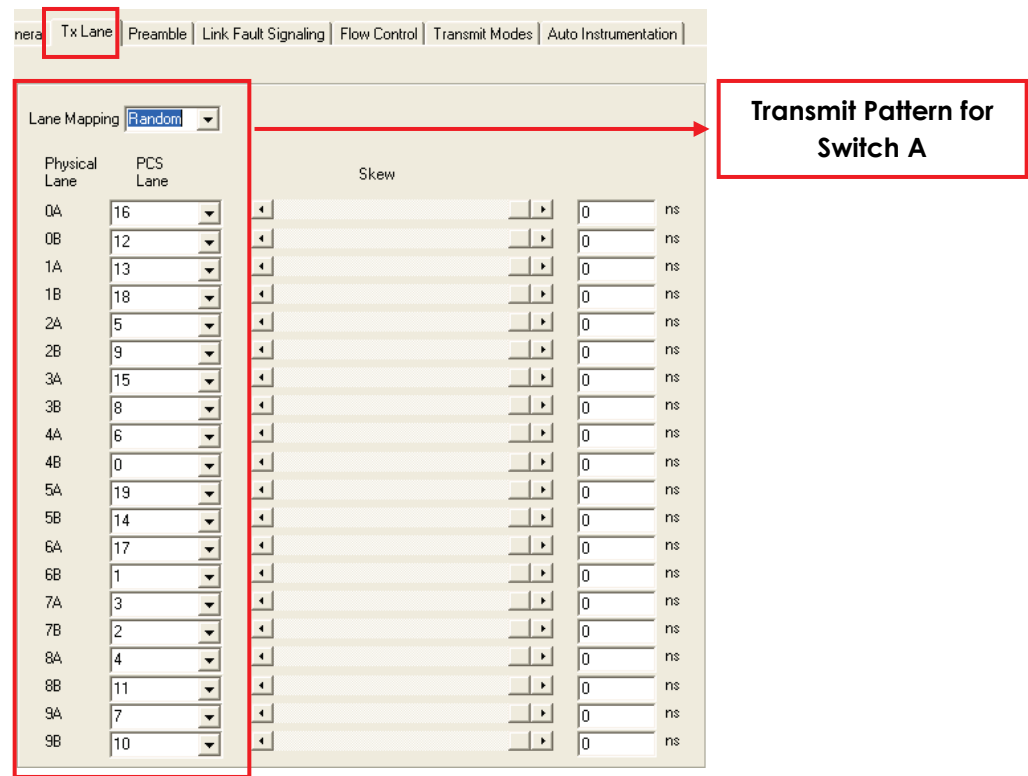 nera Tx Lane Preamble Link Fault Signaling Flow Control Transmit Modes Auto Instrumentation
Lane Mapping Random
Transmit Pattern for
Switch A
Physical PCS
Lane Lane Skew
0A 16 0 ns
0B 12 0 ns
1A 13 0 ns
1B 18 0 ns
2A 5 0 ns
2B 9 0 ns
3A 15 0 ns
3B 8 0 ns
4A 6 0 ns
4B 0 0 ns
5A 19 0 ns
5B 14 0 ns
6A 17 0 ns
6B 1 0 ns
7A 3 0 ns
7B 2 0 ns
8A 4 0 ns
8B 11 0 ns
9A 7 0 ns
9B 10 0 ns